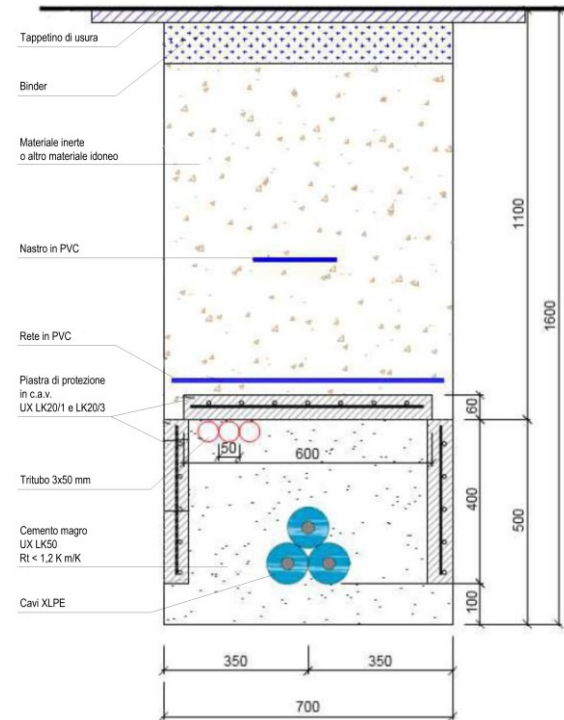 Tappetino di usura
Binder
Materiale inerte
o altro materiale idoneo
Nastro in PVC
1100
1600
Rete in PVC
Piastra di protezione
in c.a.v.
UX LK20/1 e LK20/3
60
50
600
Tritubo 3x50 mm
400
500
Cemento magro
UX LK50
Rt < 1,2 K m/K
Cavi XLPE
100
350
350
700